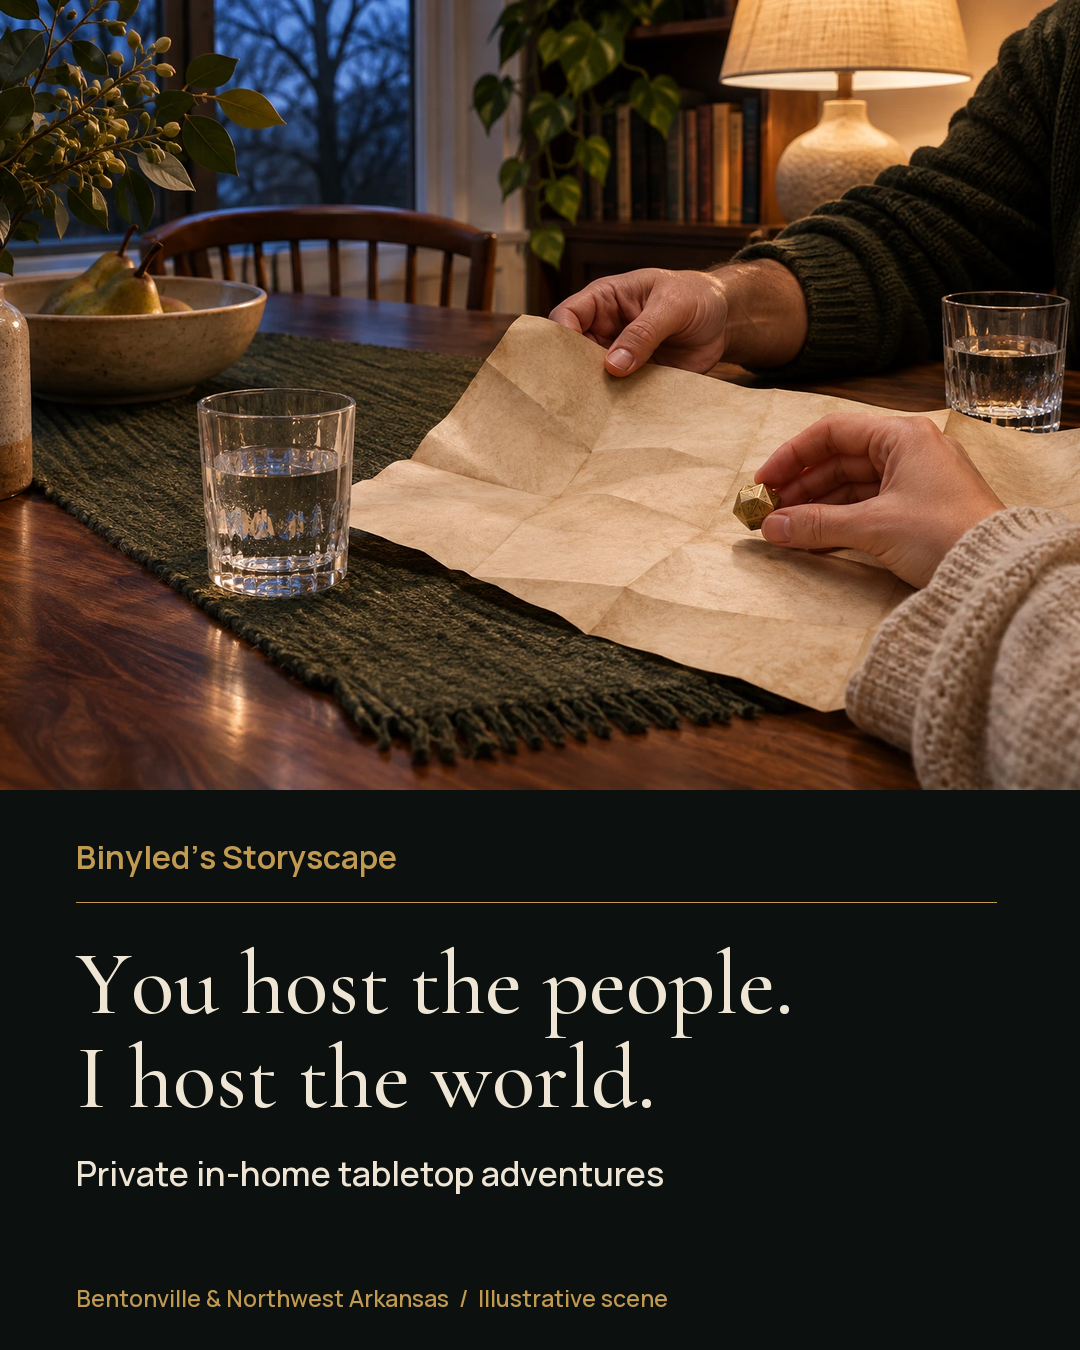 Binyled’s Storyscape
You host the people.
I host the world.
Private in-home tabletop adventures
Bentonville & Northwest Arkansas / Illustrative scene